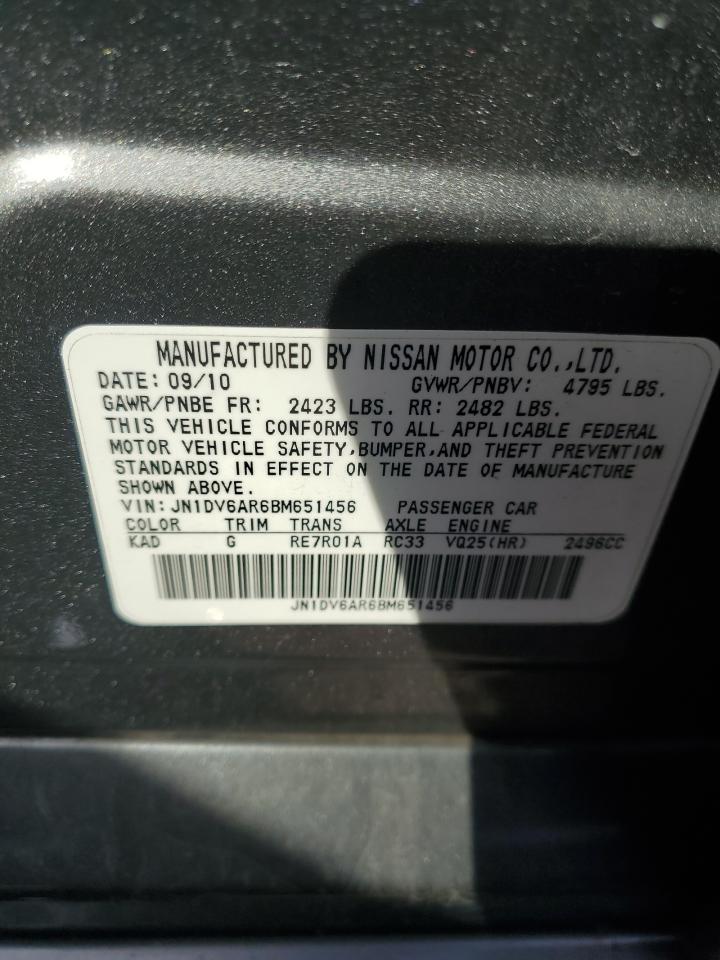 MANUFACTURED BY NISSAN MOTOR CO.,LTD.
DATE: 09/10 GVWR/PNBV: 4795 LBS.
GAWR/PNBE FR: 2423 LBS. RR: 2482 LBS.
THIS VEHICLE CONFORMS TO ALL APPLICABLE FEDERAL
MOTOR VEHICLE SAFETY,BUMPER,AND THEFT PREVENTION
STANDARDS IN EFFECT ON THE DATE OF MANUFACTURE
SHOWN ABOVE.
VIN: JN1DV6AR6BM651456 PASSENGER CAR
COLOR TRIM TRANS AXLE ENGINE
KAD G RE7R01A RC33 VQ25(HR) 2496CC
JN1DV6AR6BM651456